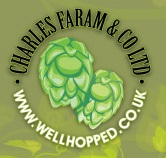 • CHARLES FARAM & CO LTD •
WWW.WELLHOPPED.CO.UK